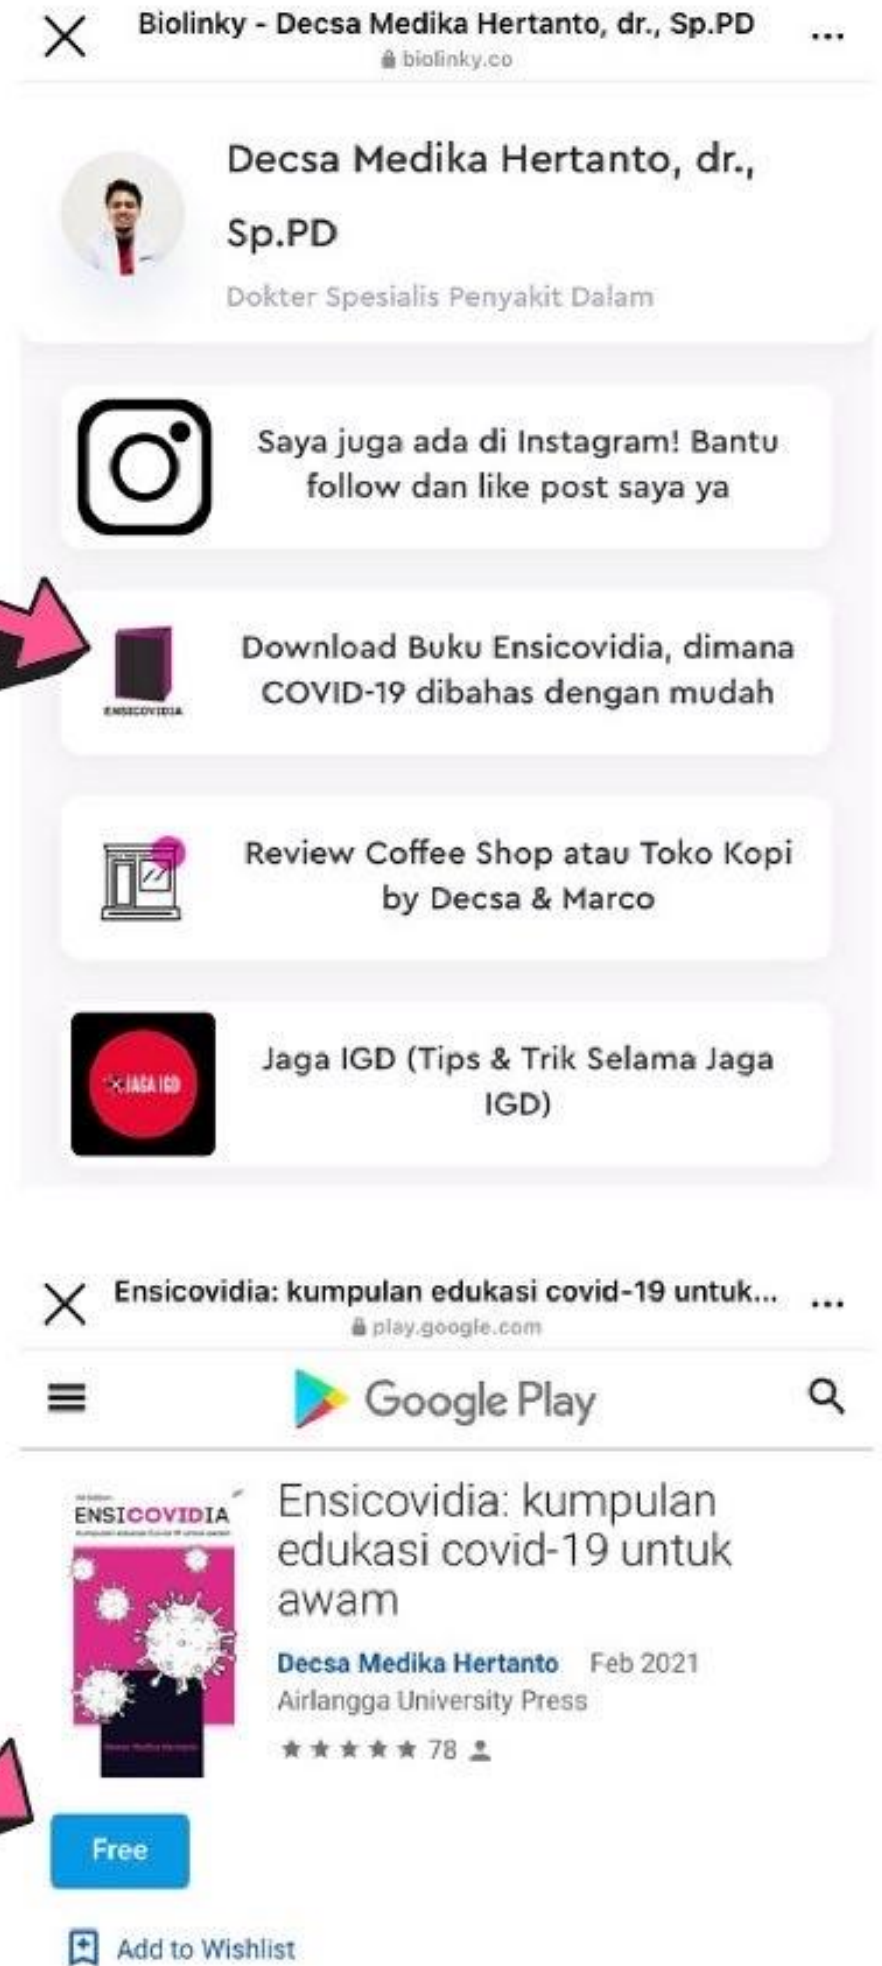 Biolinky - Decsa Medika Hertanto, dr., Sp.PD
biolinky.co
Decsa Medika Hertanto, dr.,
Sp.PD
Dokter Spesialis Penyakit Dalam
Saya juga ada di Instagram! Bantu
follow dan like post saya ya
ENSICOVIDIA
Download Buku Ensicovidia, dimana
COVID-19 dibahas dengan mudah
Review Coffee Shop atau Toko Kopi
by Decsa & Marco
JAGA IGD
Jaga IGD (Tips & Trik Selama Jaga
IGD)
Ensicovidia: kumpulan edukasi covid-19 untuk...
play.google.com
Google Play
ENSICOVIDIA
Ensicovidia: kumpulan
edukasi covid-19 untuk
awam
Decsa Medika Hertanto Feb 2021
Airlangga University Press
78
Free
Add to Wishlist